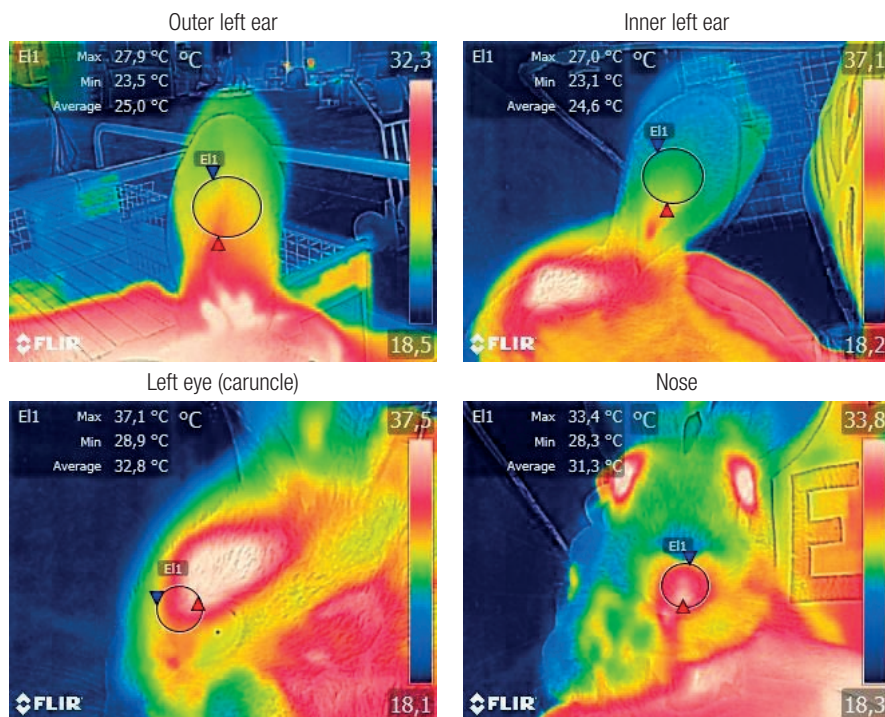 Outer left ear
El1 Max 27,9 °C °C 32,3
Min 23,5 °C
Average 25,0 °C
El1
FLIR 18,5
Inner left ear
El1 Max 27,0 °C °C 37,1
Min 23,1 °C
Average 24,6 °C
El1
FLIR 18,2
Left eye (caruncle)
El1 Max 37,1 °C °C 37,5
Min 28,9 °C
Average 32,8 °C
El1
FLIR 18,1
Nose
El1 Max 33,4 °C °C 33,8
Min 28,3 °C
Average 31,3 °C
El1
E
FLIR 18,3